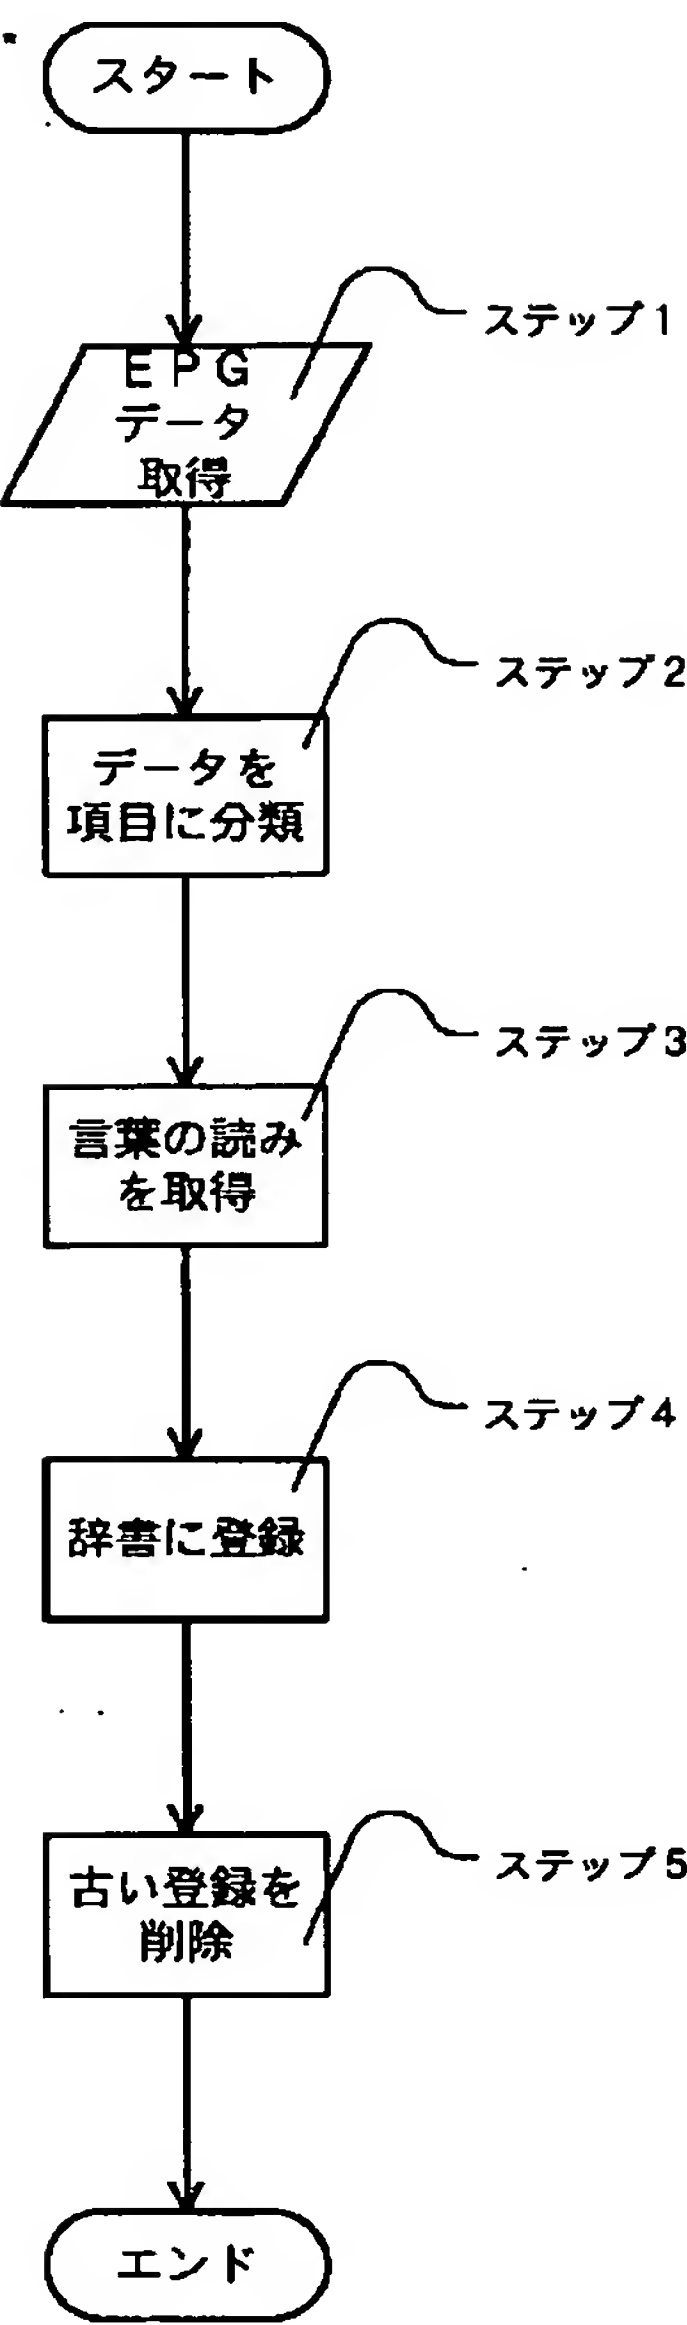 スタート
ステップ1
EPG
データ
取得
ステップ2
データを
項目に分類
ステップ3
言葉の読み
を取得
ステップ4
辞書に登録
ステップ5
古い登録を
削除
エンド